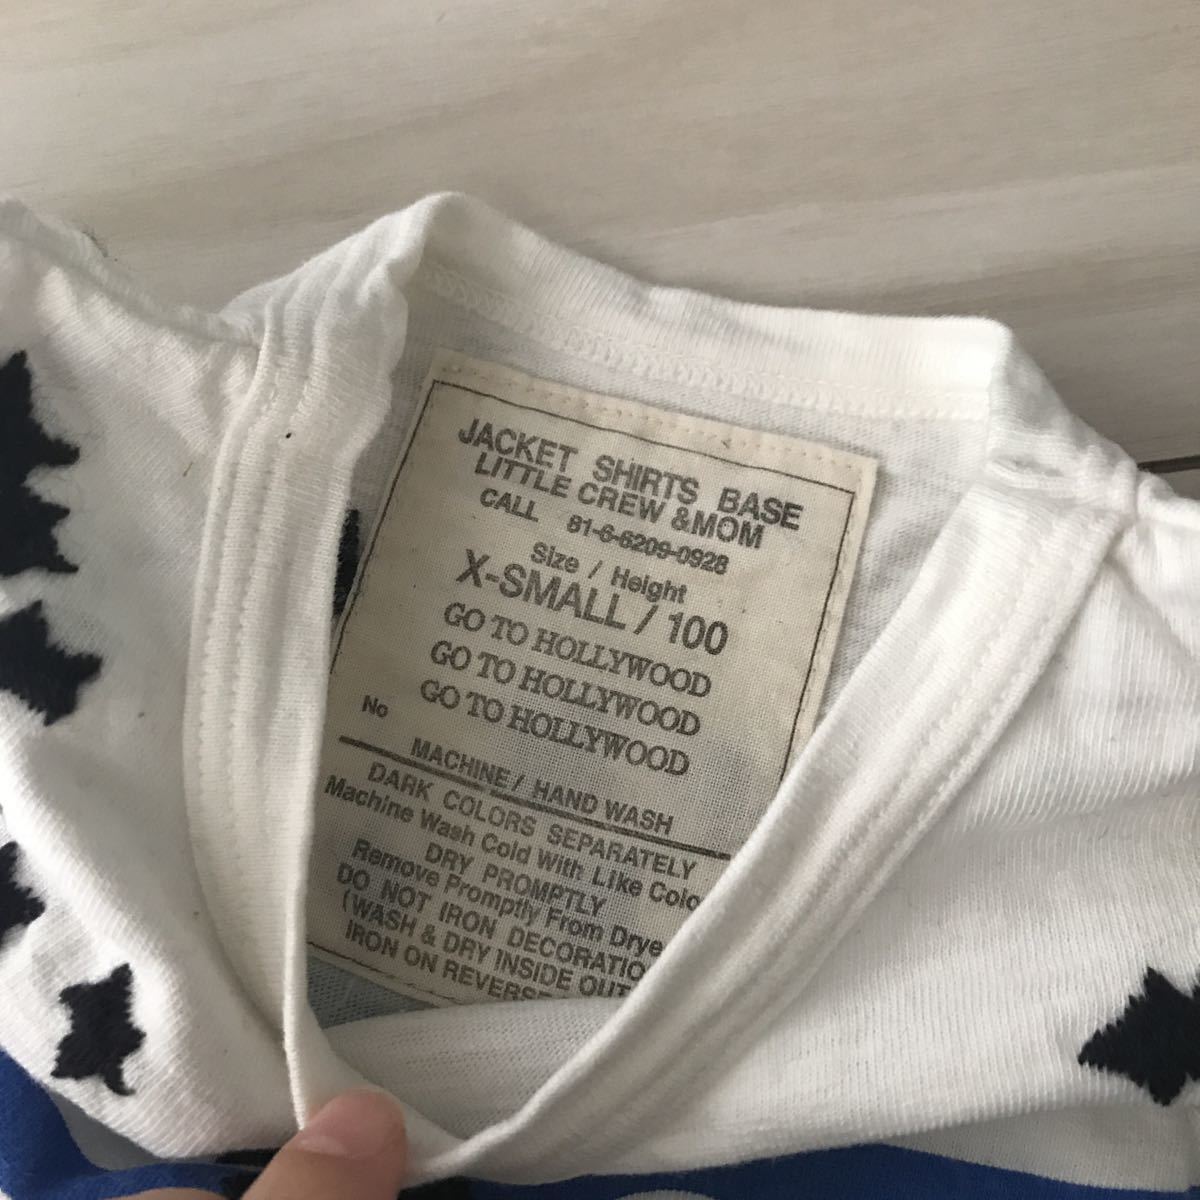 JACKET SHIRTS BASE
LITTLE CREW &MOM
CALL 81-6-6209-0928
Size / Height
X-SMALL / 100
GO TO HOLLYWOOD
GO TO HOLLYWOOD
GO TO HOLLYWOOD
No
MACHINE / HAND WASH
DARK COLORS SEPARATELY
Machine Wash Cold With Like Colo
DRY PROMPTLY
Remove Promptly From Drye
DO NOT IRON DECORATIO
(WASH & DRY INSIDE OUT
IRON ON REVERSE